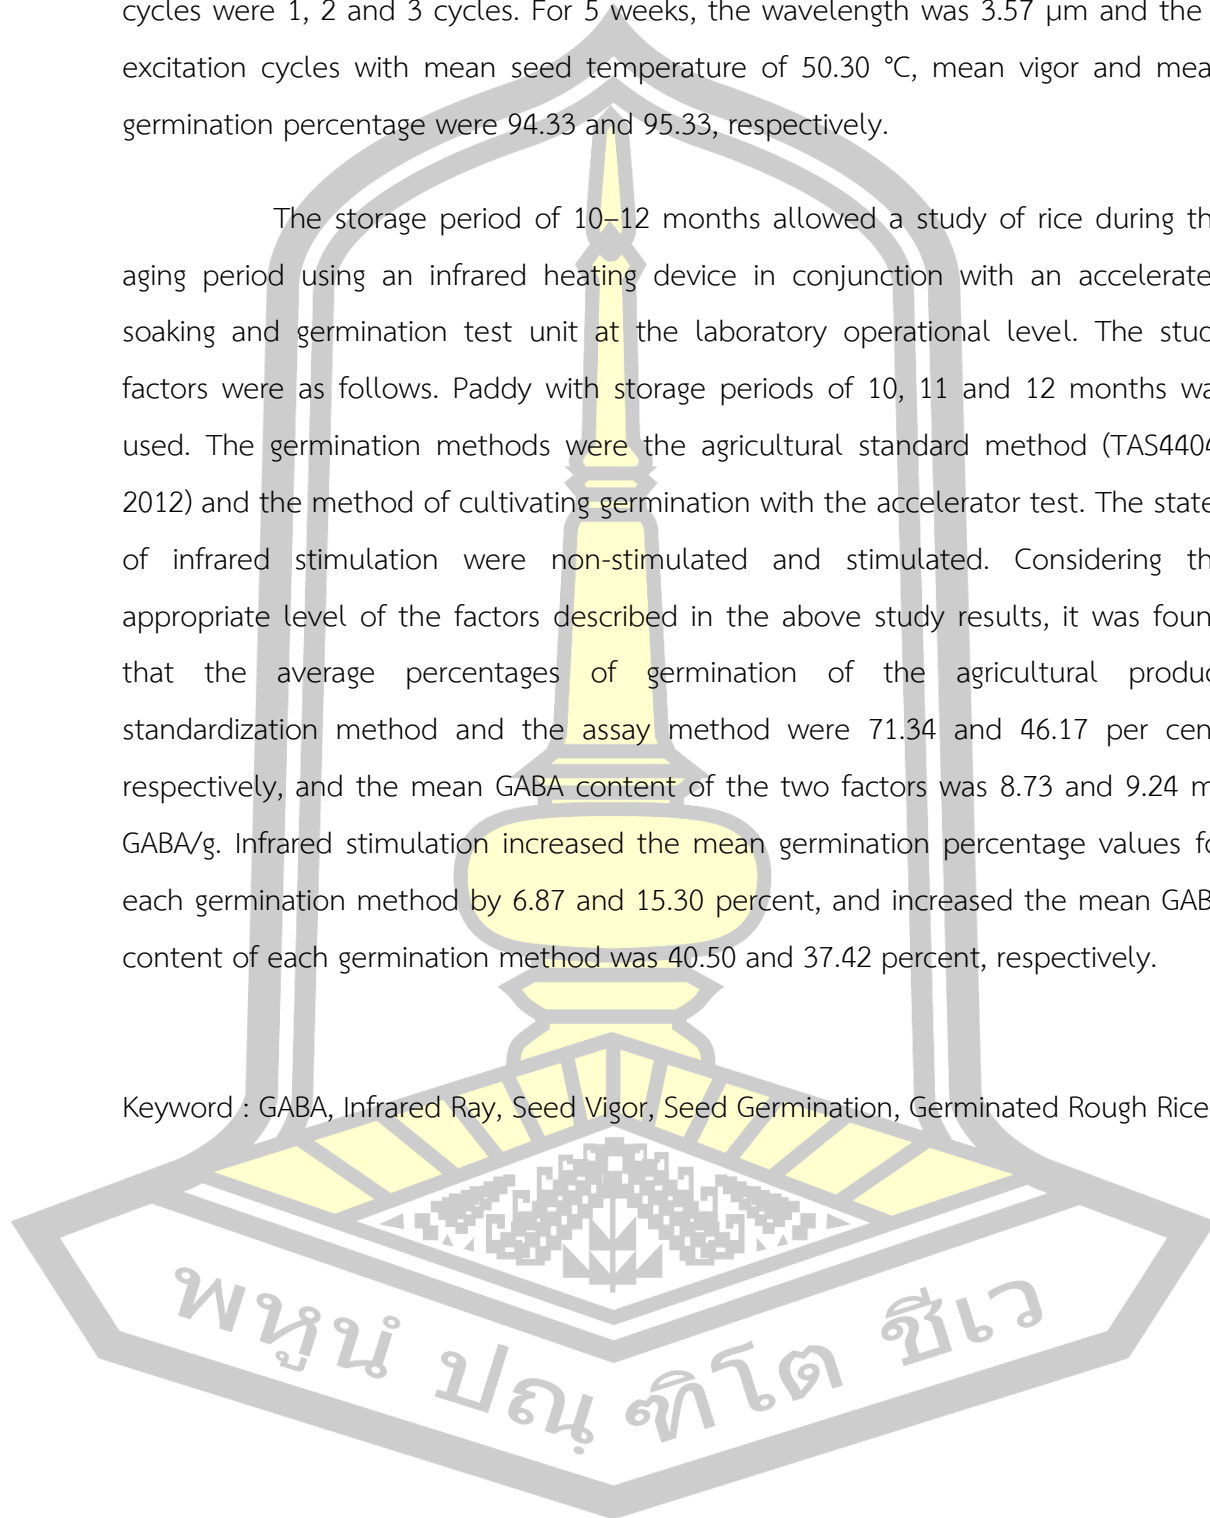 cycles were 1, 2 and 3 cycles. For 5 weeks, the wavelength was 3.57 μm and the
excitation cycles with mean seed temperature of 50.30 °C, mean vigor and mea
germination percentage were 94.33 and 95.33, respectively.
The storage period of 10–12 months allowed a study of rice during th
aging period using an infrared heating device in conjunction with an accelerate
soaking and germination test unit at the laboratory operational level. The stud
factors were as follows. Paddy with storage periods of 10, 11 and 12 months wa
used. The germination methods were the agricultural standard method (TAS4404
2012) and the method of cultivating germination with the accelerator test. The state
of infrared stimulation were non-stimulated and stimulated. Considering th
appropriate level of the factors described in the above study results, it was foun
that the average percentages of germination of the agricultural produc
standardization method and the assay method were 71.34 and 46.17 per cen
respectively, and the mean GABA content of the two factors was 8.73 and 9.24 m
GABA/g. Infrared stimulation increased the mean germination percentage values fo
each germination method by 6.87 and 15.30 percent, and increased the mean GAB
content of each germination method was 40.50 and 37.42 percent, respectively.
Keyword : GABA, Infrared Ray, Seed Vigor, Seed Germination, Germinated Rough Rice
พหูนํ ปณฺ ฑิโต ชีเว